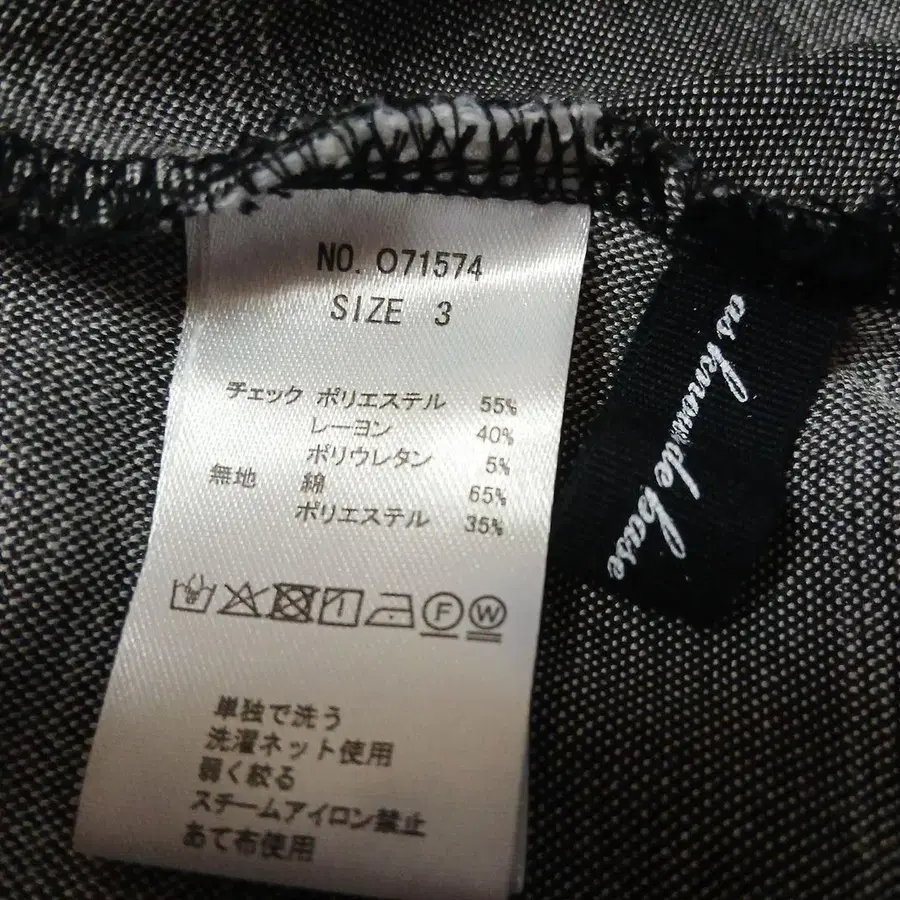 NO. O71574
SIZE 3
チェック ポリエステル 55%
レーヨン 40%
ポリウレタン 5%
無地 綿 65%
ポリエステル 35%
F W
単独で洗う
洗濯ネット使用
弱く絞る
スチームアイロン禁止
あて布使用
as know de base